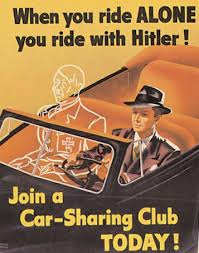 When you ride ALONE
you ride with Hitler !
Join a
Car-Sharing Club
TODAY !